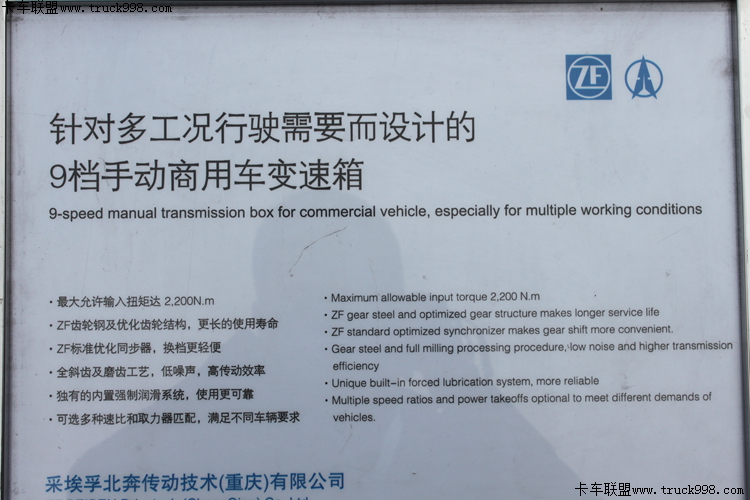 卡车联盟www.truck998.com
ZF
针对多工况行驶需要而设计的
9档手动商用车变速箱
9-speed manual transmission box for commercial vehicle, especially for multiple working conditions
· 最大允许输入扭矩达 2,200N.m
· ZF齿轮钢及优化齿轮结构，更长的使用寿命
· ZF标准优化同步器，换档更轻便
· 全斜齿及磨齿工艺，低噪声，高传动效率
· 独有的内置强制润滑系统，使用更可靠
· 可选多种速比和取力器匹配，满足不同车辆要求
· Maximum allowable input torque 2,200 N.m
· ZF gear steel and optimized gear structure makes longer service life
· ZF standard optimized synchronizer makes gear shift more convenient.
· Gear steel and full milling processing procedure, low noise and higher transmission
efficiency
· Unique built-in forced lubrication system, more reliable
· Multiple speed ratios and power takeoffs optional to meet different demands of
vehicles.
采埃孚北奔传动技术(重庆)有限公司
卡车联盟www.truck998.com